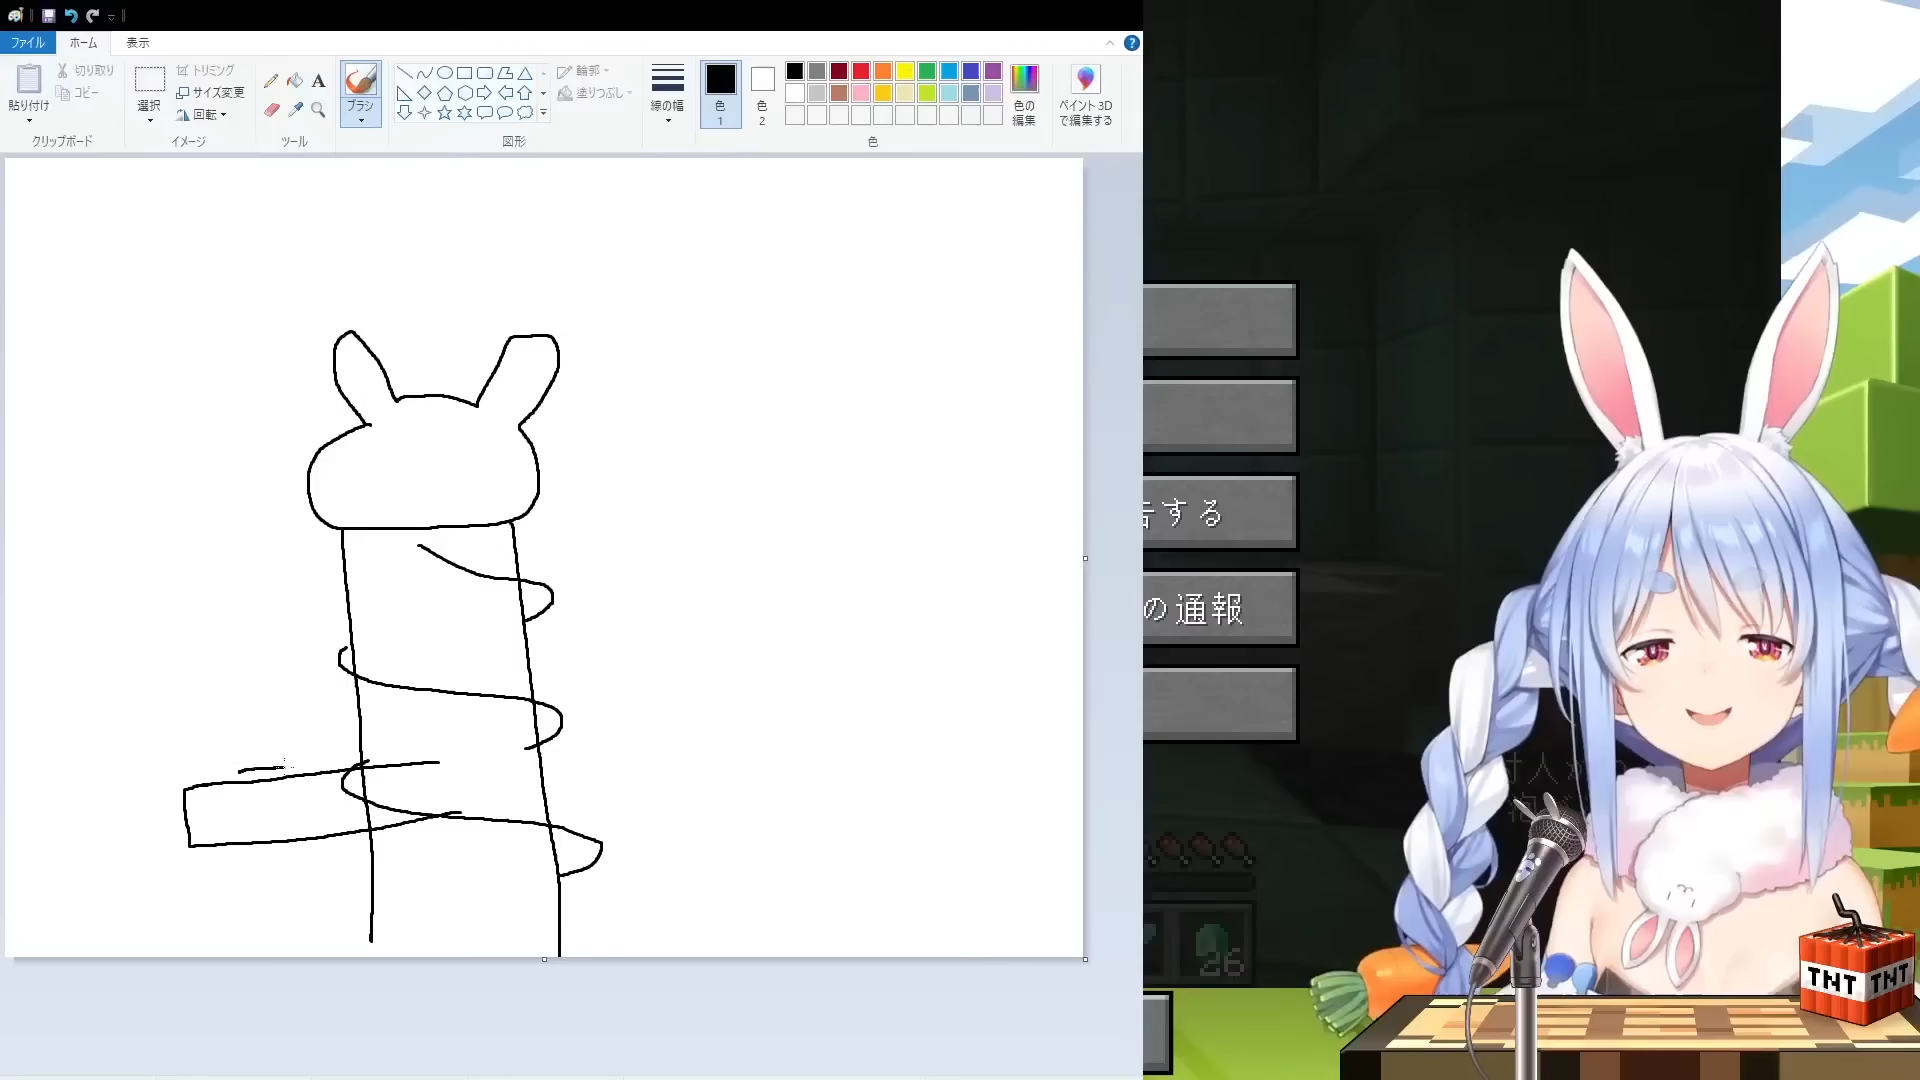 ファイル ホーム 表示
貼り付け
切り取り
コピー
クリップボード
選択
トリミング
サイズ変更
回転
イメージ
A
ツール
ブラシ
図形
輪郭
塗りつぶし
線の幅
色
1
色
2
色の
編集
色
ペイント 3D
で編集する
?
する
の通報
26
TNT TNT